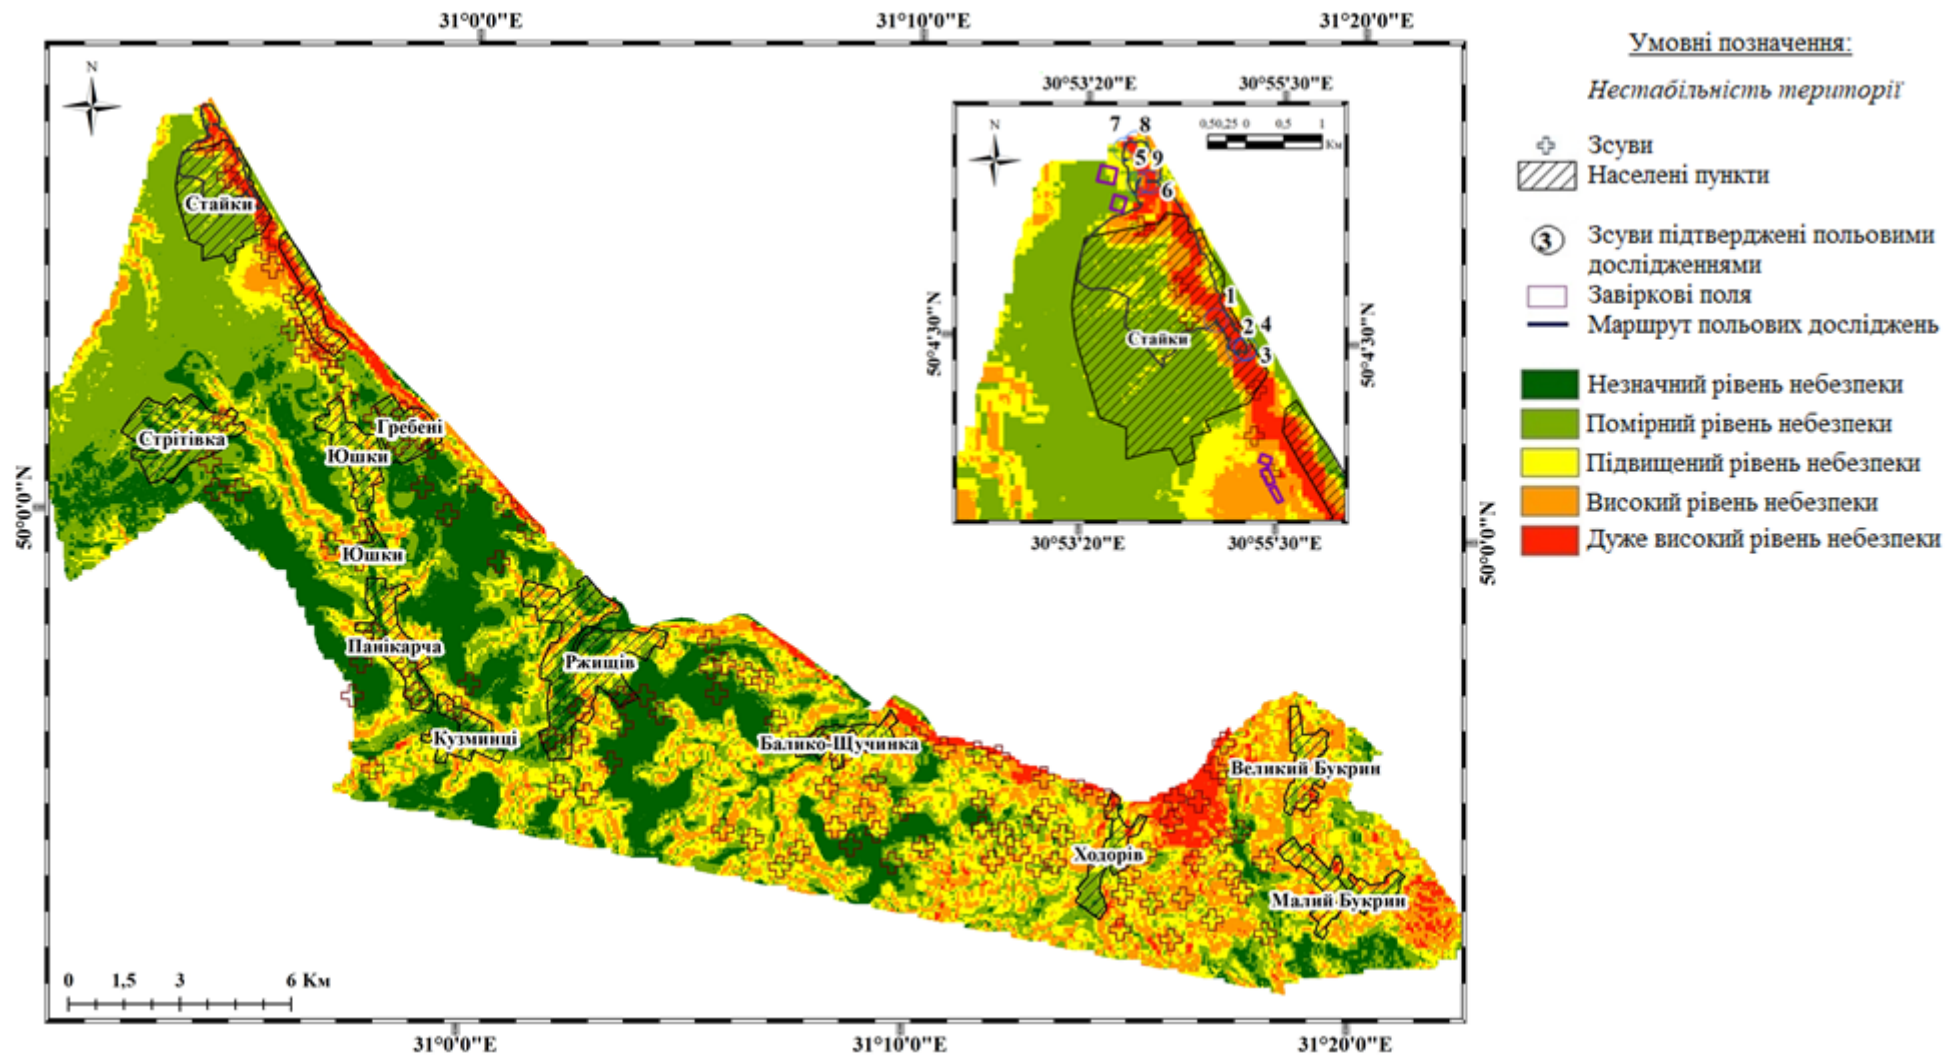 31°0'0"E
31°10'0"E
31°20'0"E
N
30°53'20"E
30°55'30"E
7
8
0,5 0,25 0
0,5
1
Км
N
5
9
6
1
2
4
3
Стайки
50°4'30"N
50°4'30"N
30°53'20"E
30°55'30"E
Стайки
Стрітівка
Гребені
Юшки
Юшки
Панікарча
Ржищів
Кузминці
Балико-Щучинка
Великий Букрин
Ходорів
Малий Букрин
50°0'0"N
50°0'0"N
0
1,5
3
6 Км
31°0'0"E
31°10'0"E
31°20'0"E
Умовні позначення:
Нестабільність території
Зсуви
Населені пункти
3
Зсуви підтверджені польовими
дослідженнями
Завіркові поля
Маршрут польових досліджень
Незначний рівень небезпеки
Помірний рівень небезпеки
Підвищений рівень небезпеки
Високий рівень небезпеки
Дуже високий рівень небезпеки